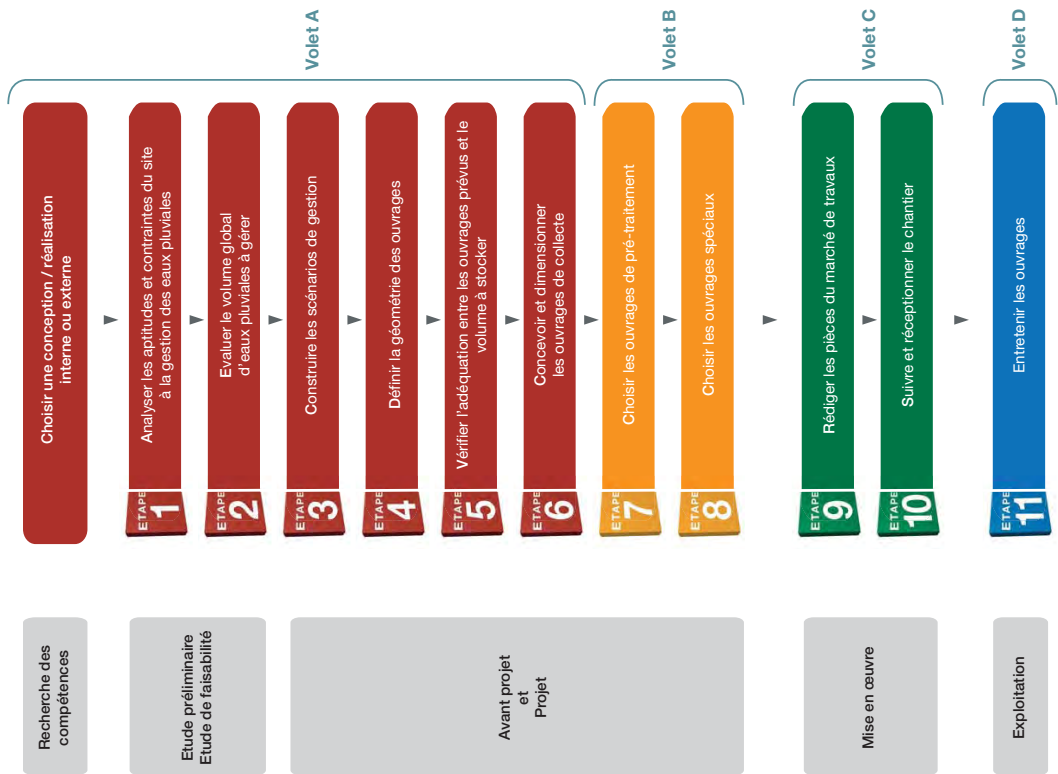 Recherche des
compétences
Choisir une conception / réalisation
interne ou externe
Volet A
Etude préliminaire
Etude de faisabilité
ETAPE
1
Analyser les aptitudes et contraintes du site
à la gestion des eaux pluviales
ETAPE
2
Evaluer le volume global
d'eaux pluviales à gérer
Avant projet
et
Projet
ETAPE
3
Construire les scénarios de gestion
ETAPE
4
Définir la géométrie des ouvrages
ETAPE
5
Vérifier l'adéquation entre les ouvrages prévus et le
volume à stocker
ETAPE
6
Concevoir et dimensionner
les ouvrages de collecte
ETAPE
7
Choisir les ouvrages de pré-traitement
Volet B
ETAPE
8
Choisir les ouvrages spéciaux
Mise en œuvre
ETAPE
9
Rédiger les pièces du marché de travaux
Volet C
ETAPE
10
Suivre et réceptionner le chantier
Exploitation
ETAPE
11
Entretenir les ouvrages
Volet D